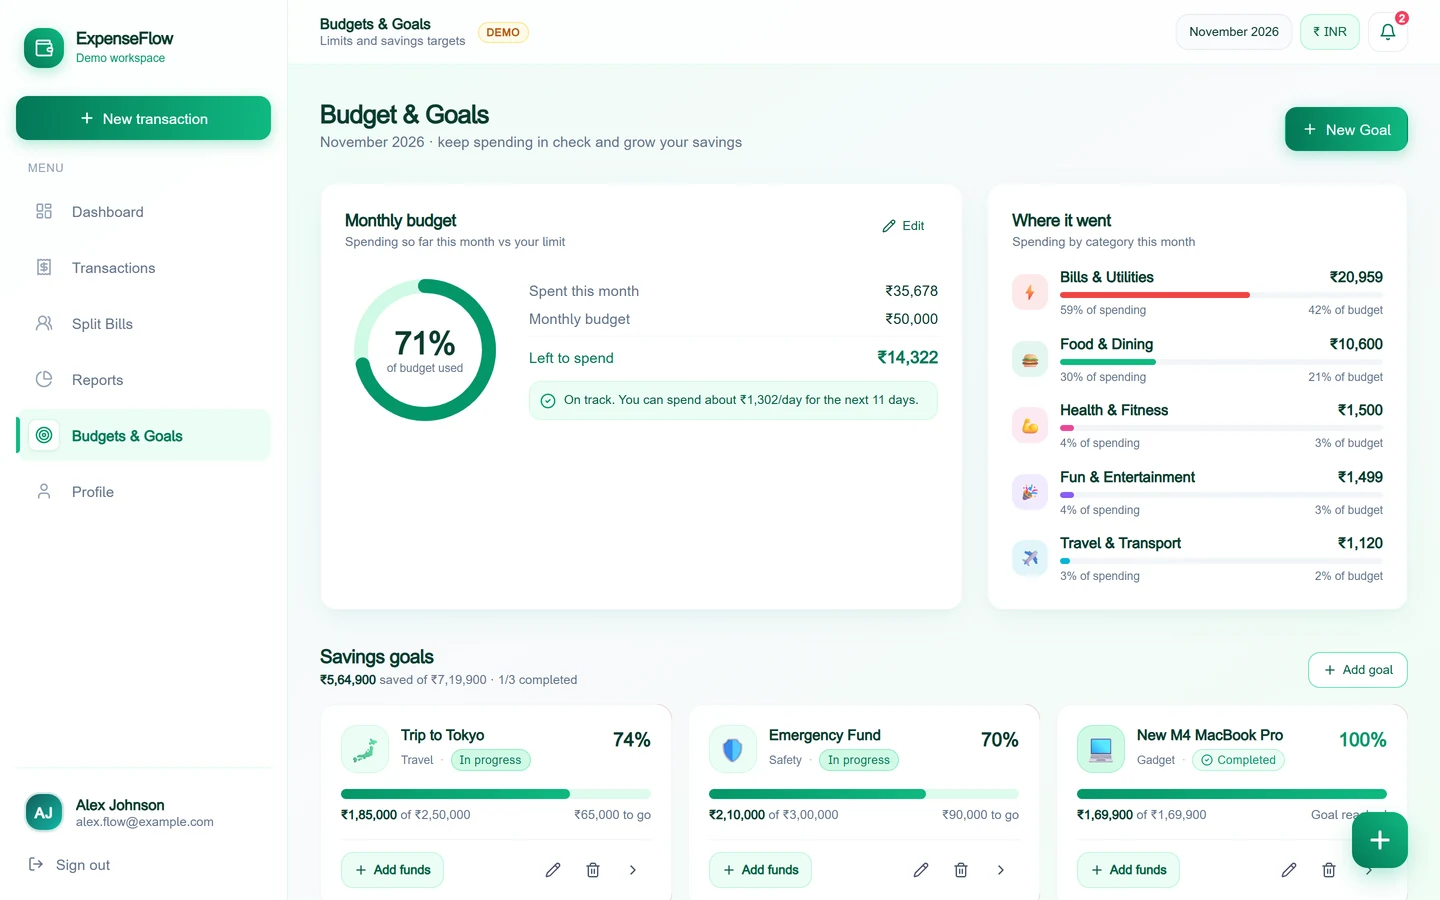 ExpenseFlow
Demo workspace
+ New transaction
MENU
Dashboard
Transactions
Split Bills
Reports
Budgets & Goals
Profile
AJ
Alex Johnson
alex.flow@example.com
Sign out
Budgets & Goals
Limits and savings targets
DEMO
November 2026
₹ INR
2
Budget & Goals
November 2026 · keep spending in check and grow your savings
+ New Goal
Monthly budget
Spending so far this month vs your limit
Edit
71%
of budget used
Spent this month ₹35,678
Monthly budget ₹50,000
Left to spend ₹14,322
On track. You can spend about ₹1,302/day for the next 11 days.
Where it went
Spending by category this month
Bills & Utilities ₹20,959
59% of spending 42% of budget
Food & Dining ₹10,600
30% of spending 21% of budget
Health & Fitness ₹1,500
4% of spending 3% of budget
Fun & Entertainment ₹1,499
4% of spending 3% of budget
Travel & Transport ₹1,120
3% of spending 2% of budget
Savings goals
₹5,64,900 saved of ₹7,19,900 · 1/3 completed
+ Add goal
Trip to Tokyo 74%
Travel · In progress
₹1,85,000 of ₹2,50,000 ₹65,000 to go
+ Add funds
Emergency Fund 70%
Safety · In progress
₹2,10,000 of ₹3,00,000 ₹90,000 to go
+ Add funds
New M4 MacBook Pro 100%
Gadget · Completed
₹1,69,900 of ₹1,69,900 Goal
+ Add funds